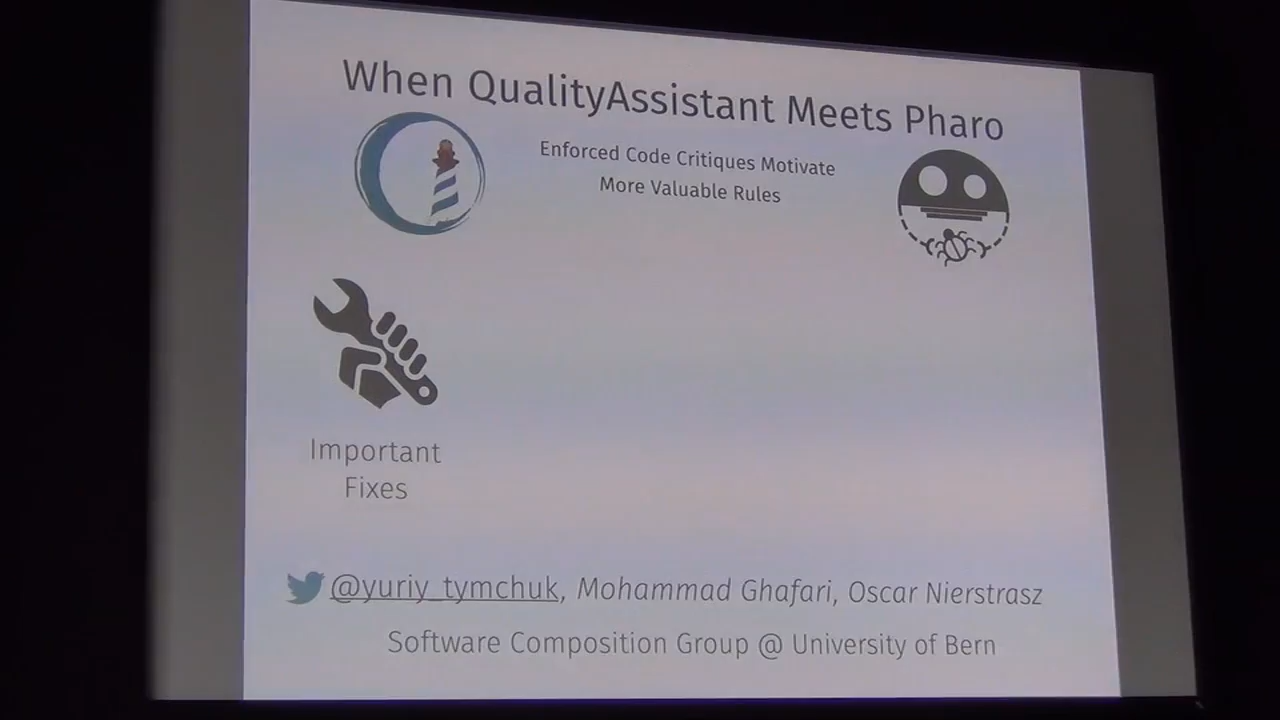 When QualityAssistant Meets Pharo
Enforced Code Critiques Motivate
More Valuable Rules
Important
Fixes
@yuriy_tymchuk, Mohammad Ghafari, Oscar Nierstrasz
Software Composition Group @ University of Bern